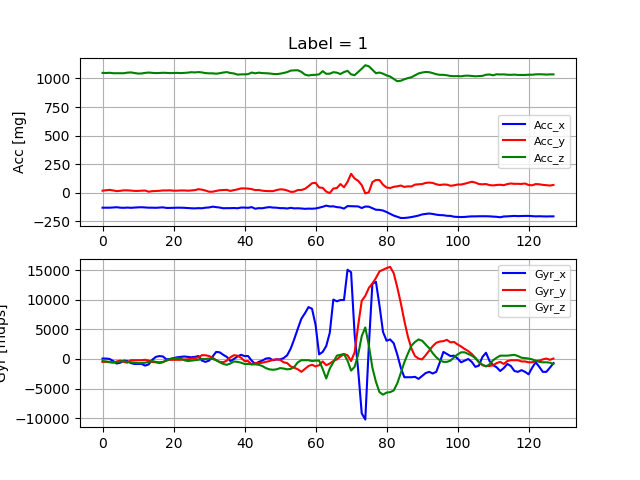 Label = 1
Acc [mg]
1000
750
500
250
0
−250
Acc_x
Acc_y
Acc_z
0 20 40 60 80 100 120
Gyr [mdps]
15000
10000
5000
0
−5000
−10000
Gyr_x
Gyr_y
Gyr_z
0 20 40 60 80 100 120